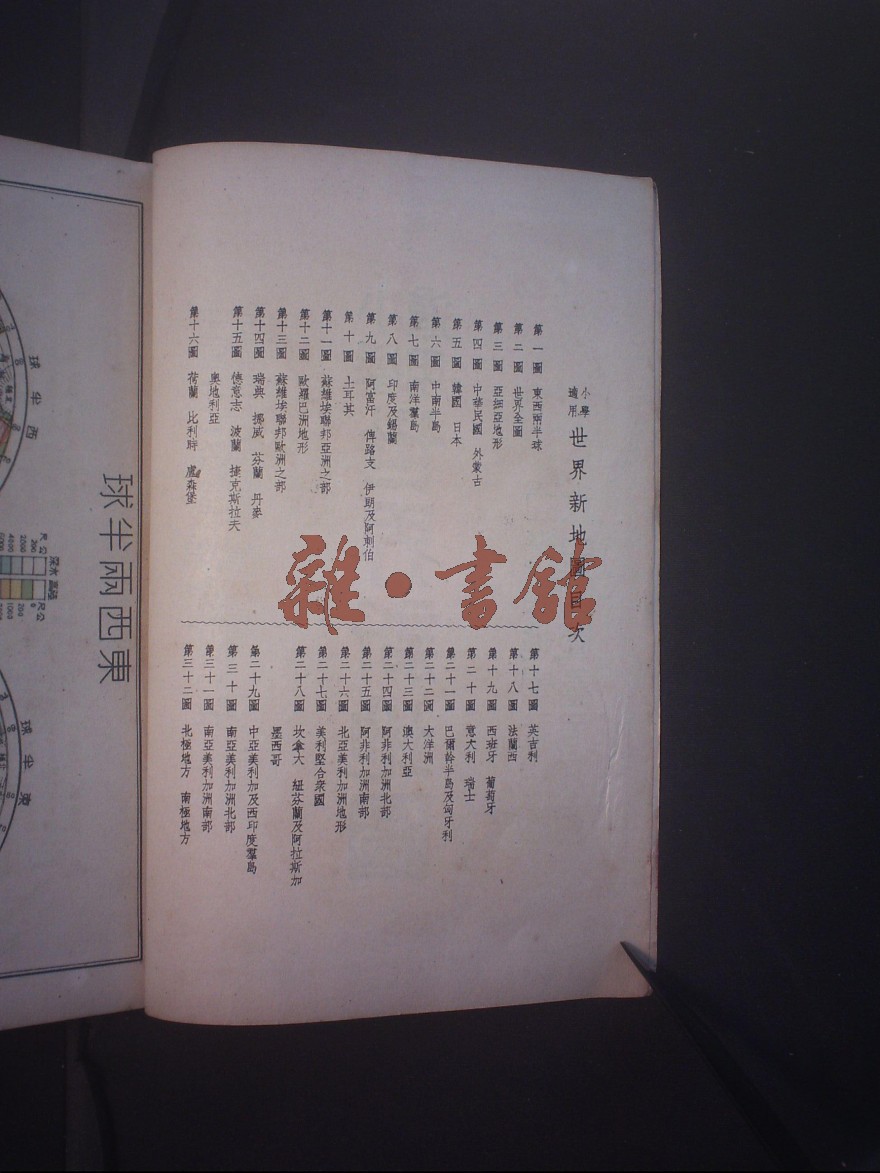 小學
適用
世界新地圖目次
第一圖 東西兩半球
第二圖 世界全圖
第三圖 亞細亞地形
第四圖 中華民國 外蒙古
第五圖 韓國 日本
第六圖 中南半島
第七圖 南洋羣島
第八圖 印度及錫蘭
第九圖 阿富汗 俾路支 伊朗及阿剌伯
第十圖 土耳其
第十一圖 蘇維埃聯邦亞洲之部
第十二圖 歐羅巴洲地形
第十三圖 蘇維埃聯邦歐洲之部
第十四圖 瑞典 挪威 芬蘭 丹麥
第十五圖 德意志 波蘭 捷克斯拉夫
奧地利亞
第十六圖 荷蘭 比利時 盧森堡
第十七圖 英吉利
第十八圖 法蘭西
第十九圖 西班牙 葡萄牙
第二十圖 意大利 瑞士
第二十一圖 巴爾幹半島及匈牙利
第二十二圖 大洋洲
第二十三圖 澳大利亞
第二十四圖 阿非利加洲北部
第二十五圖 阿非利加洲南部
第二十六圖 北亞美利加洲地形
第二十七圖 美利堅合衆國
第二十八圖 坎拿大 紐芬蘭及阿拉斯加
墨西哥
第二十九圖 中亞美利加及西印度羣島
第三十圖 南亞美利加洲北部
第三十一圖 南亞美利加洲南部
第三十二圖 北極地方 南極地方
雜·書館
東西兩半球
球半西
球半東